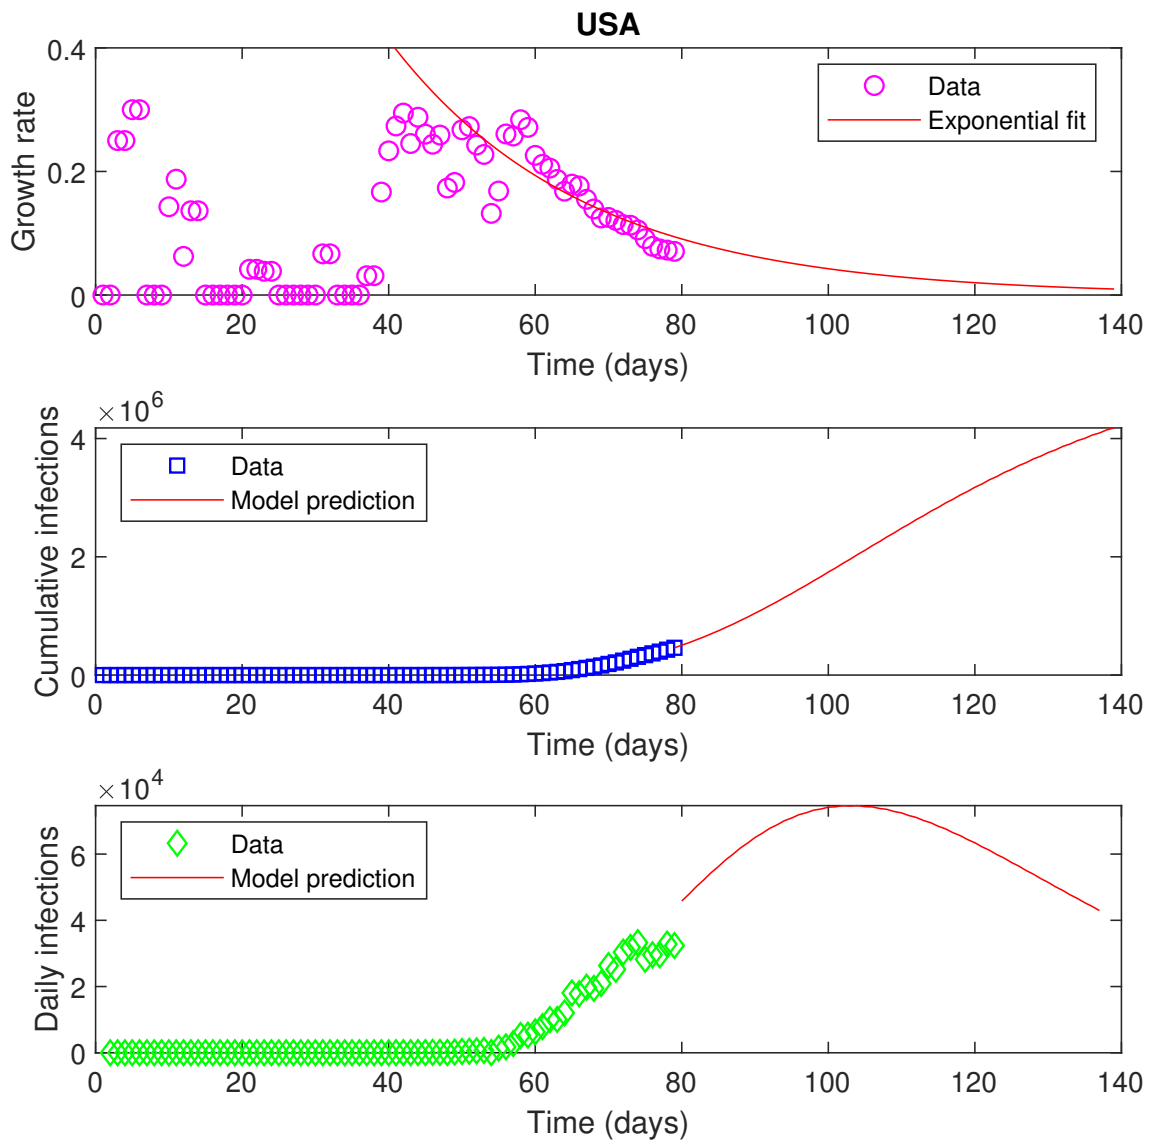 USA
Growth rate
0.4
0.2
0
Data
Exponential fit
0 20 40 60 80 100 120 140
Time (days)
×10^6
Cumulative infections
4
2
0
Data
Model prediction
0 20 40 60 80 100 120 140
Time (days)
×10^4
Daily infections
6
4
2
0
Data
Model prediction
0 20 40 60 80 100 120 140
Time (days)